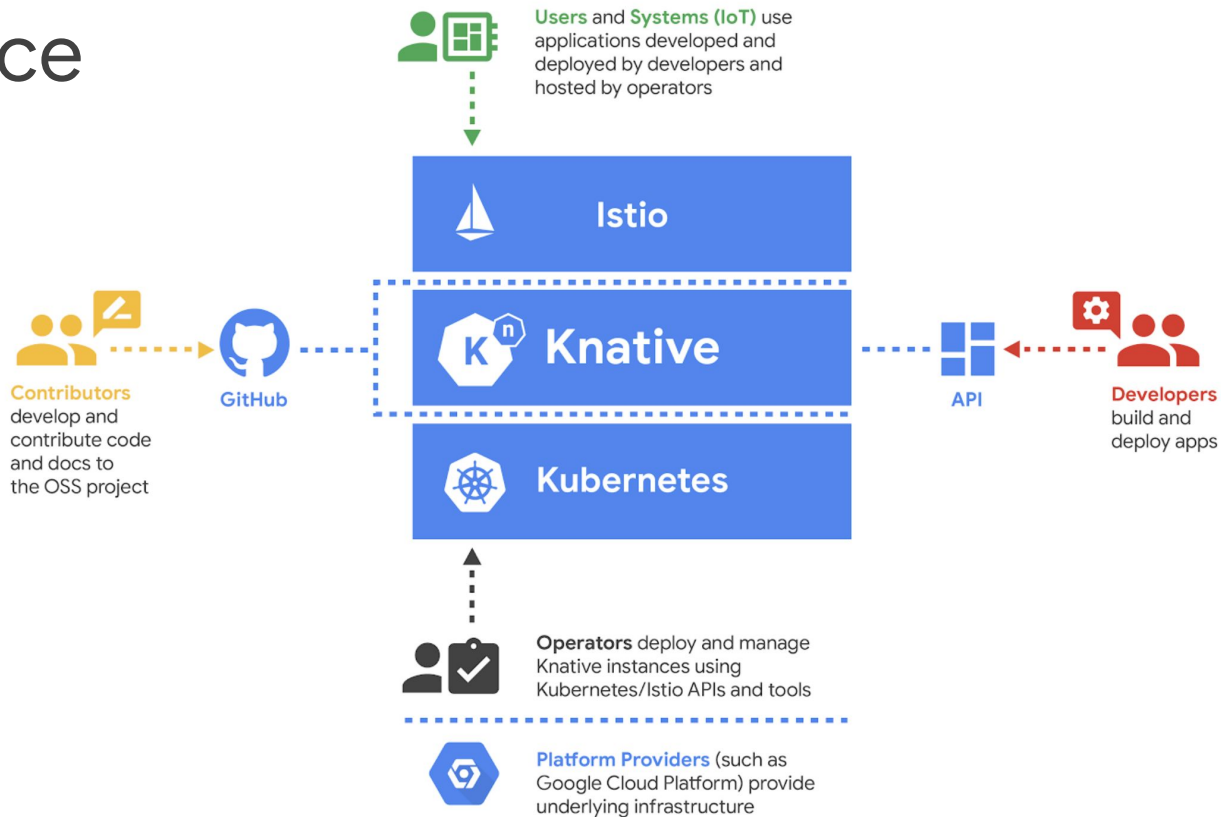 ce
Users and Systems (IoT) use
applications developed and
deployed by developers and
hosted by operators
Istio
K n Knative
Kubernetes
Contributors
develop and
contribute code
and docs to
the OSS project
GitHub
API
Developers
build and
deploy apps
Operators deploy and manage
Knative instances using
Kubernetes/Istio APIs and tools
Platform Providers (such as
Google Cloud Platform) provide
underlying infrastructure